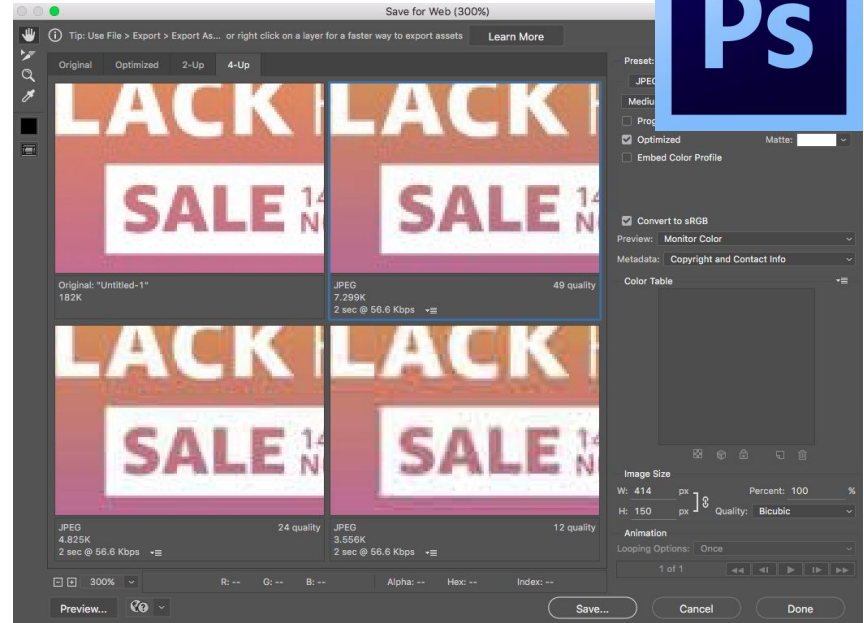 Save for Web (300%)
Ps
Tip: Use File > Export > Export As... or right click on a layer for a faster way to export assets
Learn More
Original
Optimized
2-Up
4-Up
Preset:
JPEG
Mediu
Prog
Optimized
Matte:
Embed Color Profile
Convert to sRGB
Preview: Monitor Color
Metadata: Copyright and Contact Info
Color Table
LACK
SALE 14
N
Original: "Untitled-1"
182K
LACK
SALE 14
N
JPEG 49 quality
7.299K
2 sec @ 56.6 Kbps
LACK
SALE 14
N
JPEG 24 quality
4.825K
2 sec @ 56.6 Kbps
LACK
SALE 14
N
JPEG 12 quality
3.556K
2 sec @ 56.6 Kbps
Image Size
W: 414 px Percent: 100 %
H: 150 px Quality: Bicubic
Animation
Looping Options: Once
1 of 1
300% R: -- G: -- B: -- Alpha: -- Hex: -- Index: --
Preview...
Save...
Cancel
Done